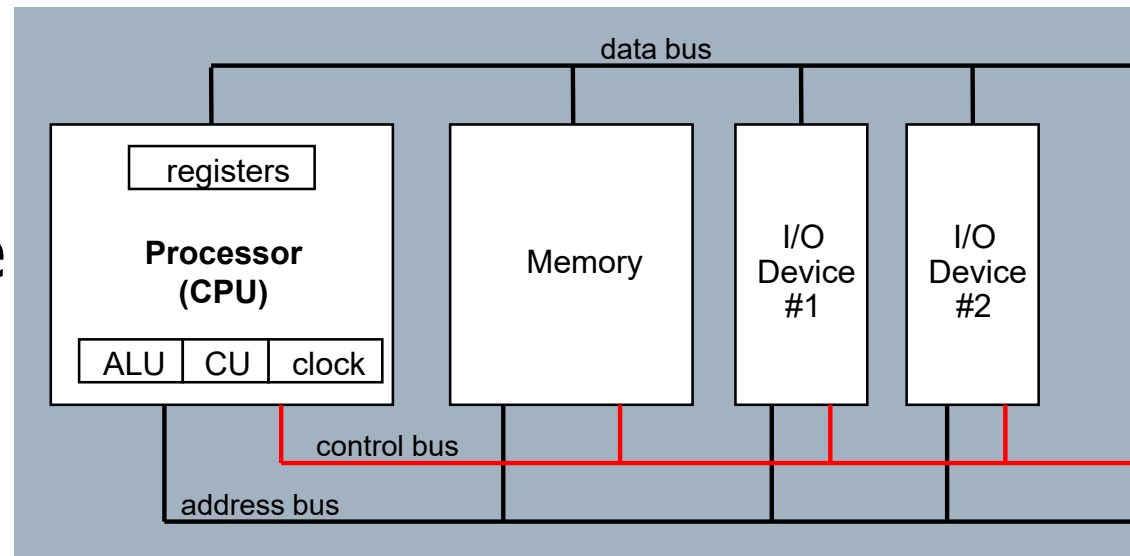 data bus
registers
Processor
(CPU)
ALU CU clock
Memory
I/O
Device
#1
I/O
Device
#2
control bus
address bus
e